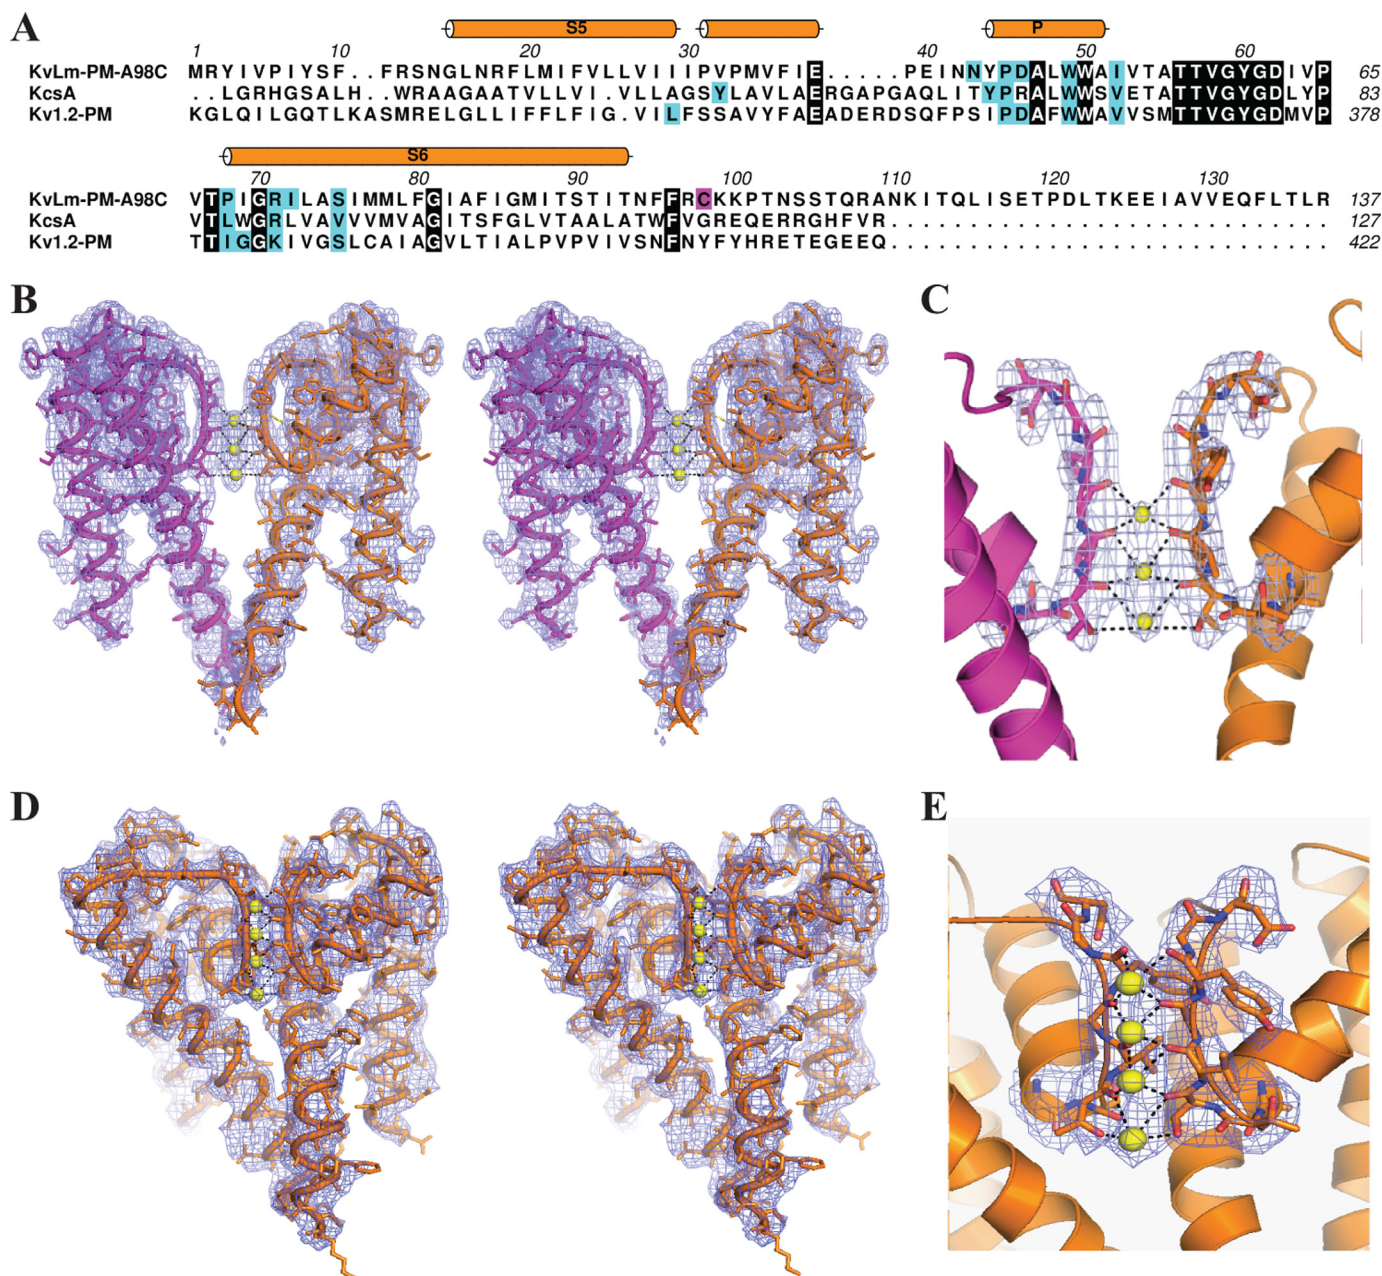 A
S5 P
1 10 20 30 40 50 60
KvLm-PM-A98C MRYIVPIYSF..FRSNGLNRFLMIFVLLVIIIPVPMVFIE.....PEINNYPDALWWAIVTATTVGYGDIVP 65
KcsA ..LGRHGSALH..WRAAGAATVLLVI.VLLAGSYLAVLAERGAPGAQLITYPRALWWSVETATTVGYGDLYP 83
Kv1.2-PM KGLQILGQTLKASMRELGLLIFFLFIG.VILFSSAVYFAEADERDSQFPSIPDAFWWAVVSMTTVGYGDMVP 378
S6
70 80 90 100 110 120 130
KvLm-PM-A98C VTPIGRILASIMMLFGIAFIGMITSTITNFFRCKKPTNSSTQRANKITQLISETPDLTKEEIAVVEQFLTLR 137
KcsA VTLWGRLVAVVVMVAGITSFGLVTAALATWFVGREQERRGHFVR............................ 127
Kv1.2-PM TTIGGKIVGSLCAIAGVLTIALPVPVIVSNFNYFYHRETEGEEQ............................ 422
B
C
D
E